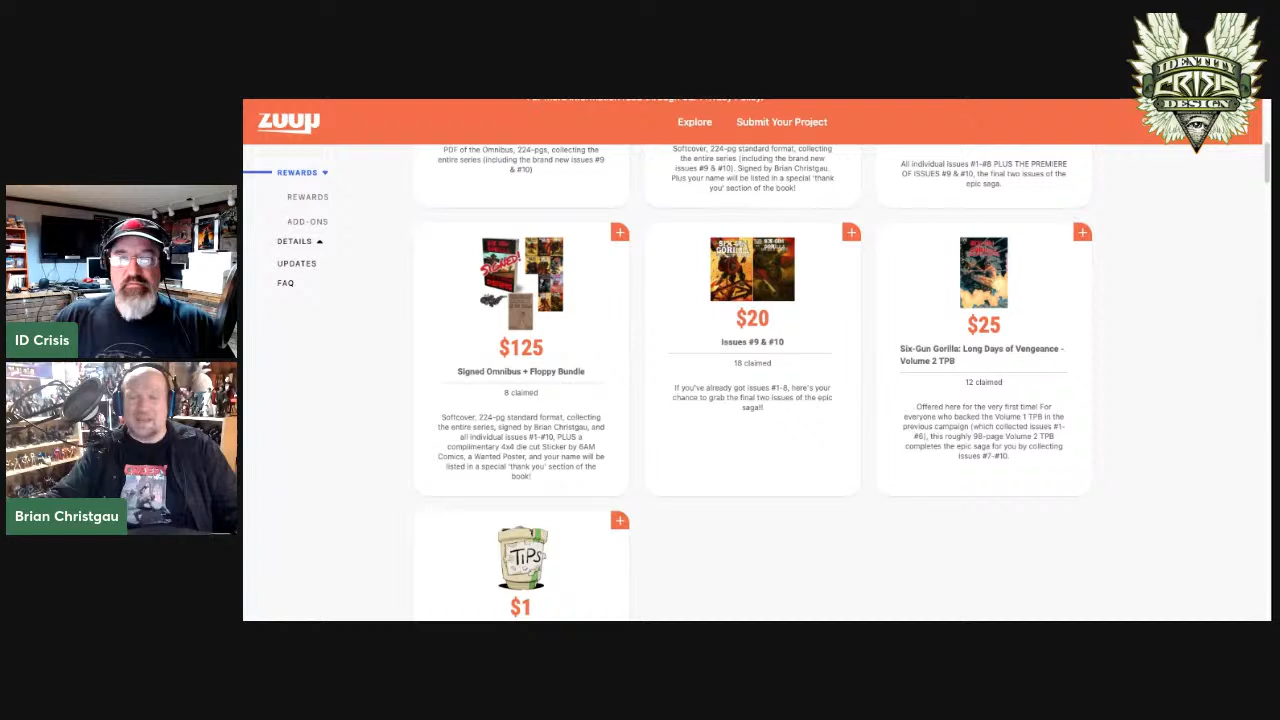 IDENTITY
CRISIS
DESIGN
zoop
Explore
Submit Your Project
REWARDS
REWARDS
ADD-ONS
DETAILS
UPDATES
FAQ
PDF of the Omnibus, 224-pgs, collecting the
entire series (including the brand new issues #9
& #10)
Softcover, 224-pg standard format, collecting
the entire series (including the brand new
issues #9 & #10). Signed by Brian Christgau.
Plus your name will be listed in a special 'thank
you' section of the book!
All individual issues #1-#8 PLUS THE PREMIERE
OF ISSUES #9 & #10, the final two issues of the
epic saga.
SIGNED!
$125
Signed Omnibus + Floppy Bundle
8 claimed
Softcover, 224-pg standard format, collecting
the entire series, signed by Brian Christgau, and
all individual issues #1-#10, PLUS a
complimentary 4x4 die cut Sticker by 6AM
Comics, a Wanted Poster, and your name will be
listed in a special 'thank you' section of the
book!
SIX-GUN
GORILLA
SIX-GUN
GORILLA
$20
Issues #9 & #10
18 claimed
If you've already got issues #1-8, here's your
chance to grab the final two issues of the epic
saga!!
$25
Six-Gun Gorilla: Long Days of Vengeance -
Volume 2 TPB
12 claimed
Offered here for the very first time! For
everyone who backed the Volume 1 TPB in the
previous campaign (which collected issues #1-
#6), this roughly 98-page Volume 2 TPB
completes the epic saga for you by collecting
issues #7-#10.
TIPS
$1
ID Crisis
Brian Christgau